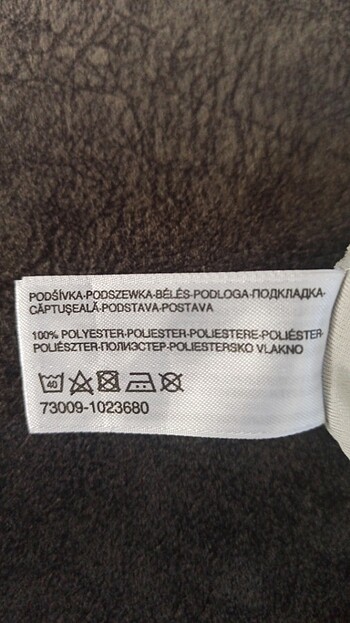 PODŠÍVKA-PODSZEWKA-BÉLÉS-PODLOGA-ПОДКЛАДКА-
CĂPTUŞEALĂ-PODSTAVA-POSTAVA
100% POLYESTER-POLIESTER-POLIESTERE-POLIÉSTER-
POLIÉSZTER-ПОЛИЭСТЕР-POLIESTERSKO VLAKNO
40
73009-1023680